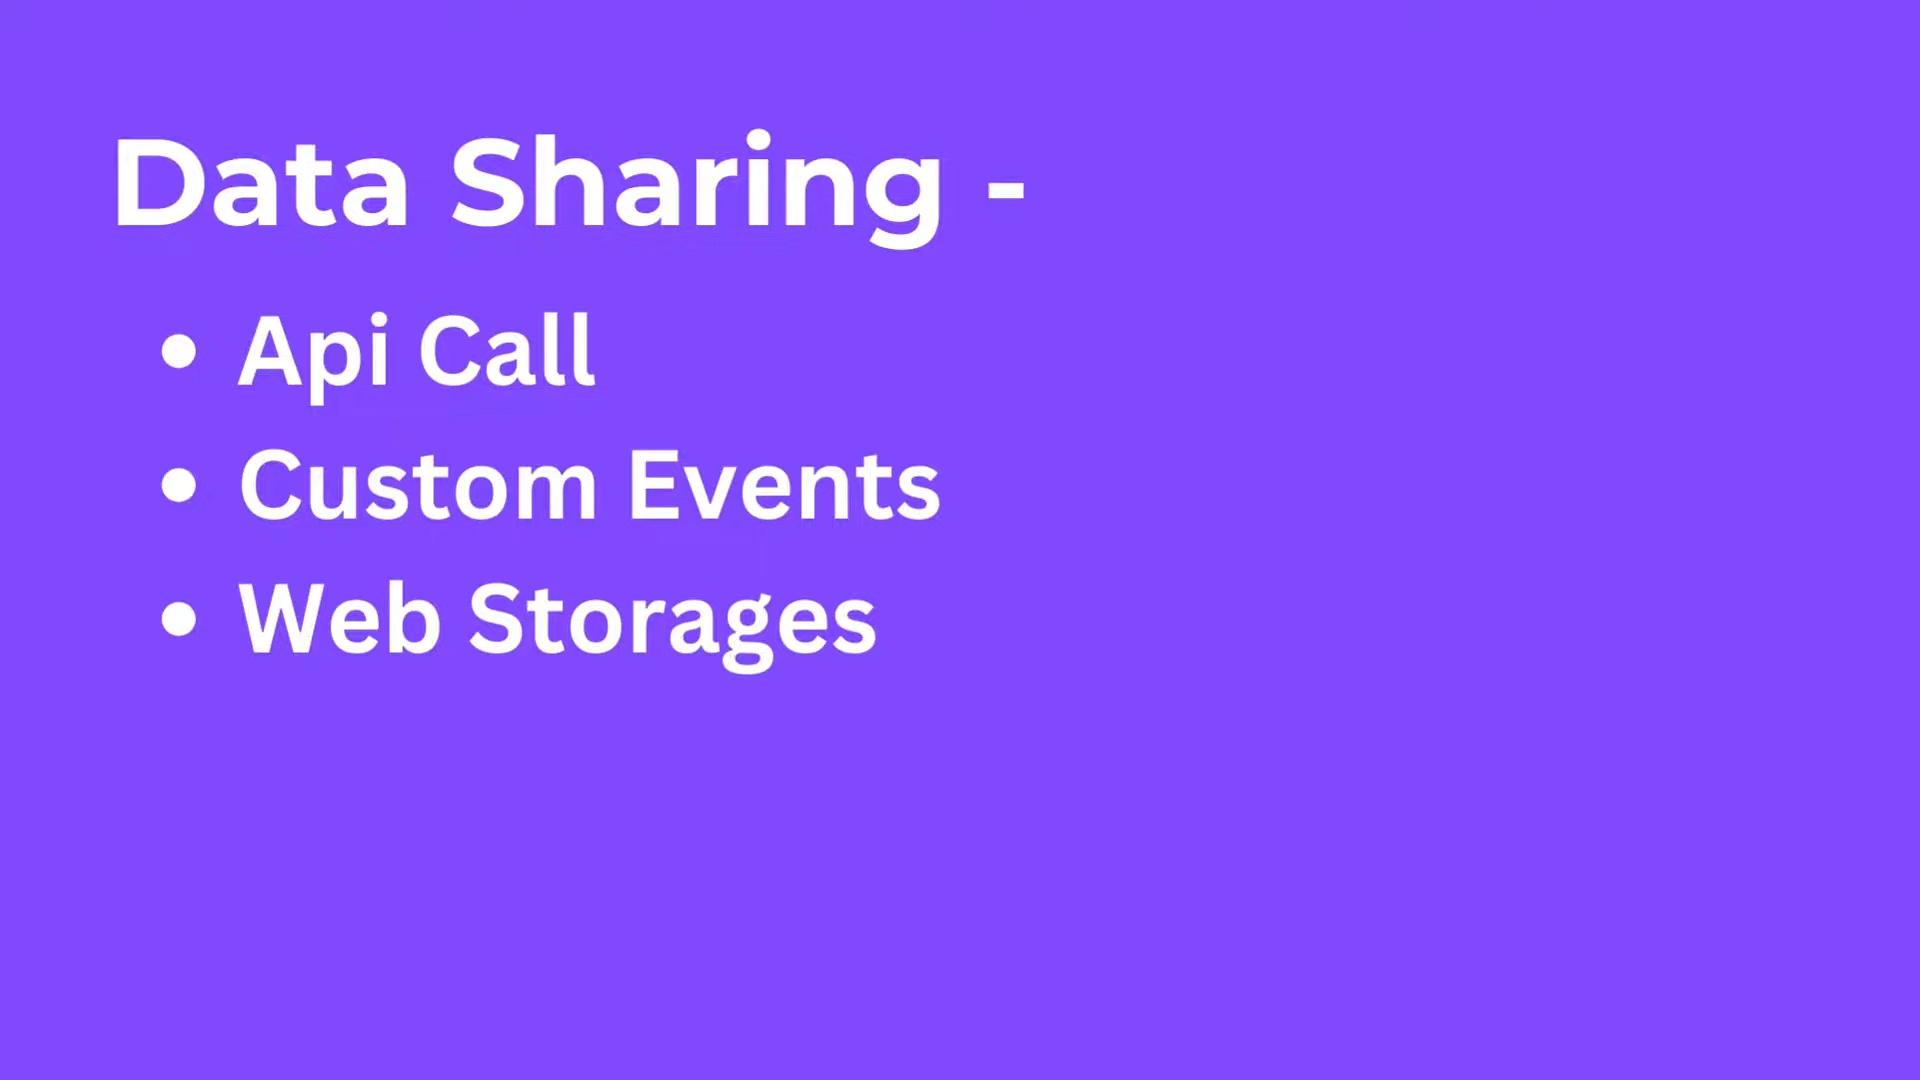 Data Sharing -
• Api Call
• Custom Events
• Web Storages